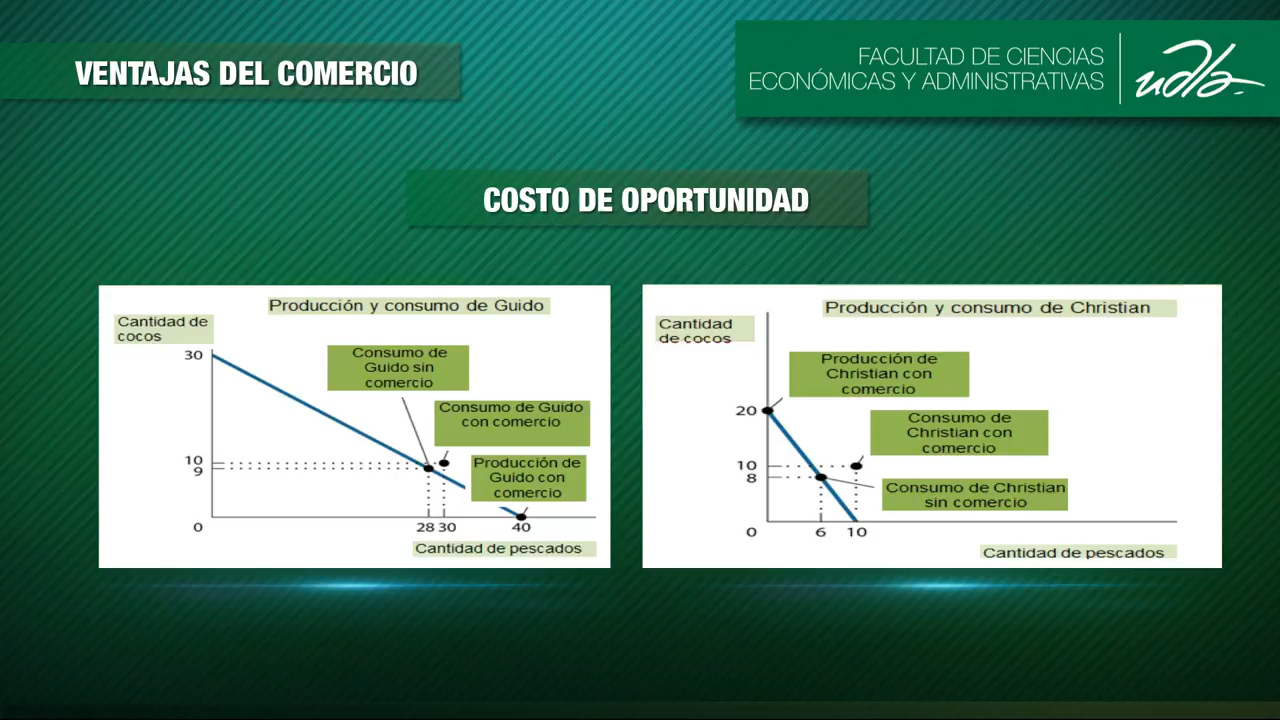 VENTAJAS DEL COMERCIO
FACULTAD DE CIENCIAS
ECONÓMICAS Y ADMINISTRATIVAS
udla-
COSTO DE OPORTUNIDAD
Producción y consumo de Guido
Cantidad de
cocos
30
Consumo de
Guido sin
comercio
Consumo de Guido
con comercio
10
9
Producción de
Guido con
comercio
0
28
30
40
Cantidad de pescados
Producción y consumo de Christian
Cantidad
de cocos
Producción de
Christian con
comercio
20
Consumo de
Christian con
comercio
10
8
Consumo de Christian
sin comercio
0
6
10
Cantidad de pescados